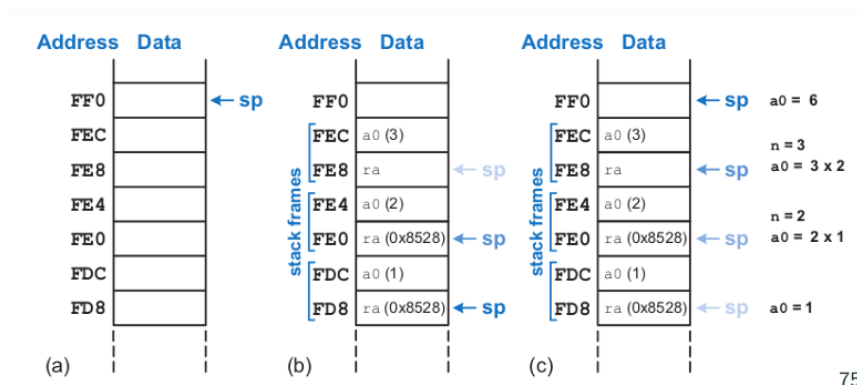 Address Data Address Data Address Data
FF0 sp FF0 FF0 sp a0 = 6
FEC FEC a0 (3) FEC a0 (3)
n = 3
FE8 FE8 ra sp FE8 ra sp a0 = 3 x 2
FE4 FE4 a0 (2) FE4 a0 (2)
n = 2
FE0 FE0 ra (0x8528) sp FE0 ra (0x8528) sp a0 = 2 x 1
FDC FDC a0 (1) FDC a0 (1)
FD8 FD8 ra (0x8528) sp FD8 ra (0x8528) sp a0 = 1
stack frames
stack frames
(a) (b) (c)
75